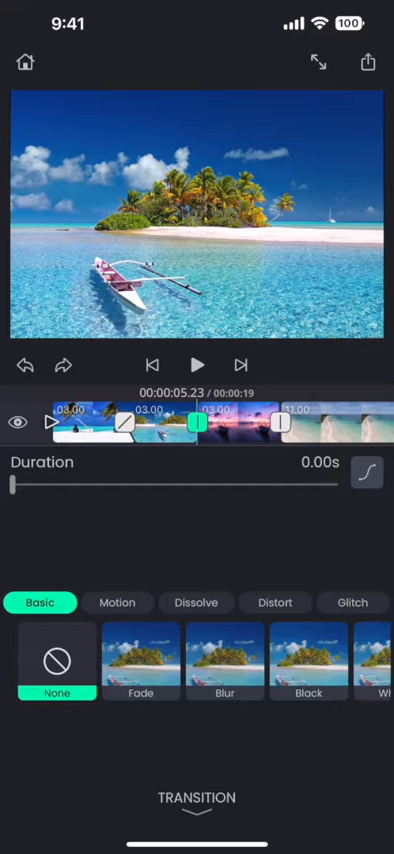 9:41
100
00:00:05.23 / 00:00:19
03.00 03.00 03.00 11.00
Duration 0.00s
Basic Motion Dissolve Distort Glitch
None Fade Blur Black
TRANSITION